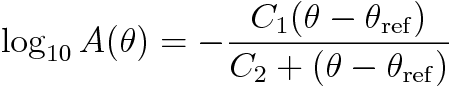 log₁₀ A(θ) = − C₁(θ − θ_ref) / C₂ + (θ − θ_ref)